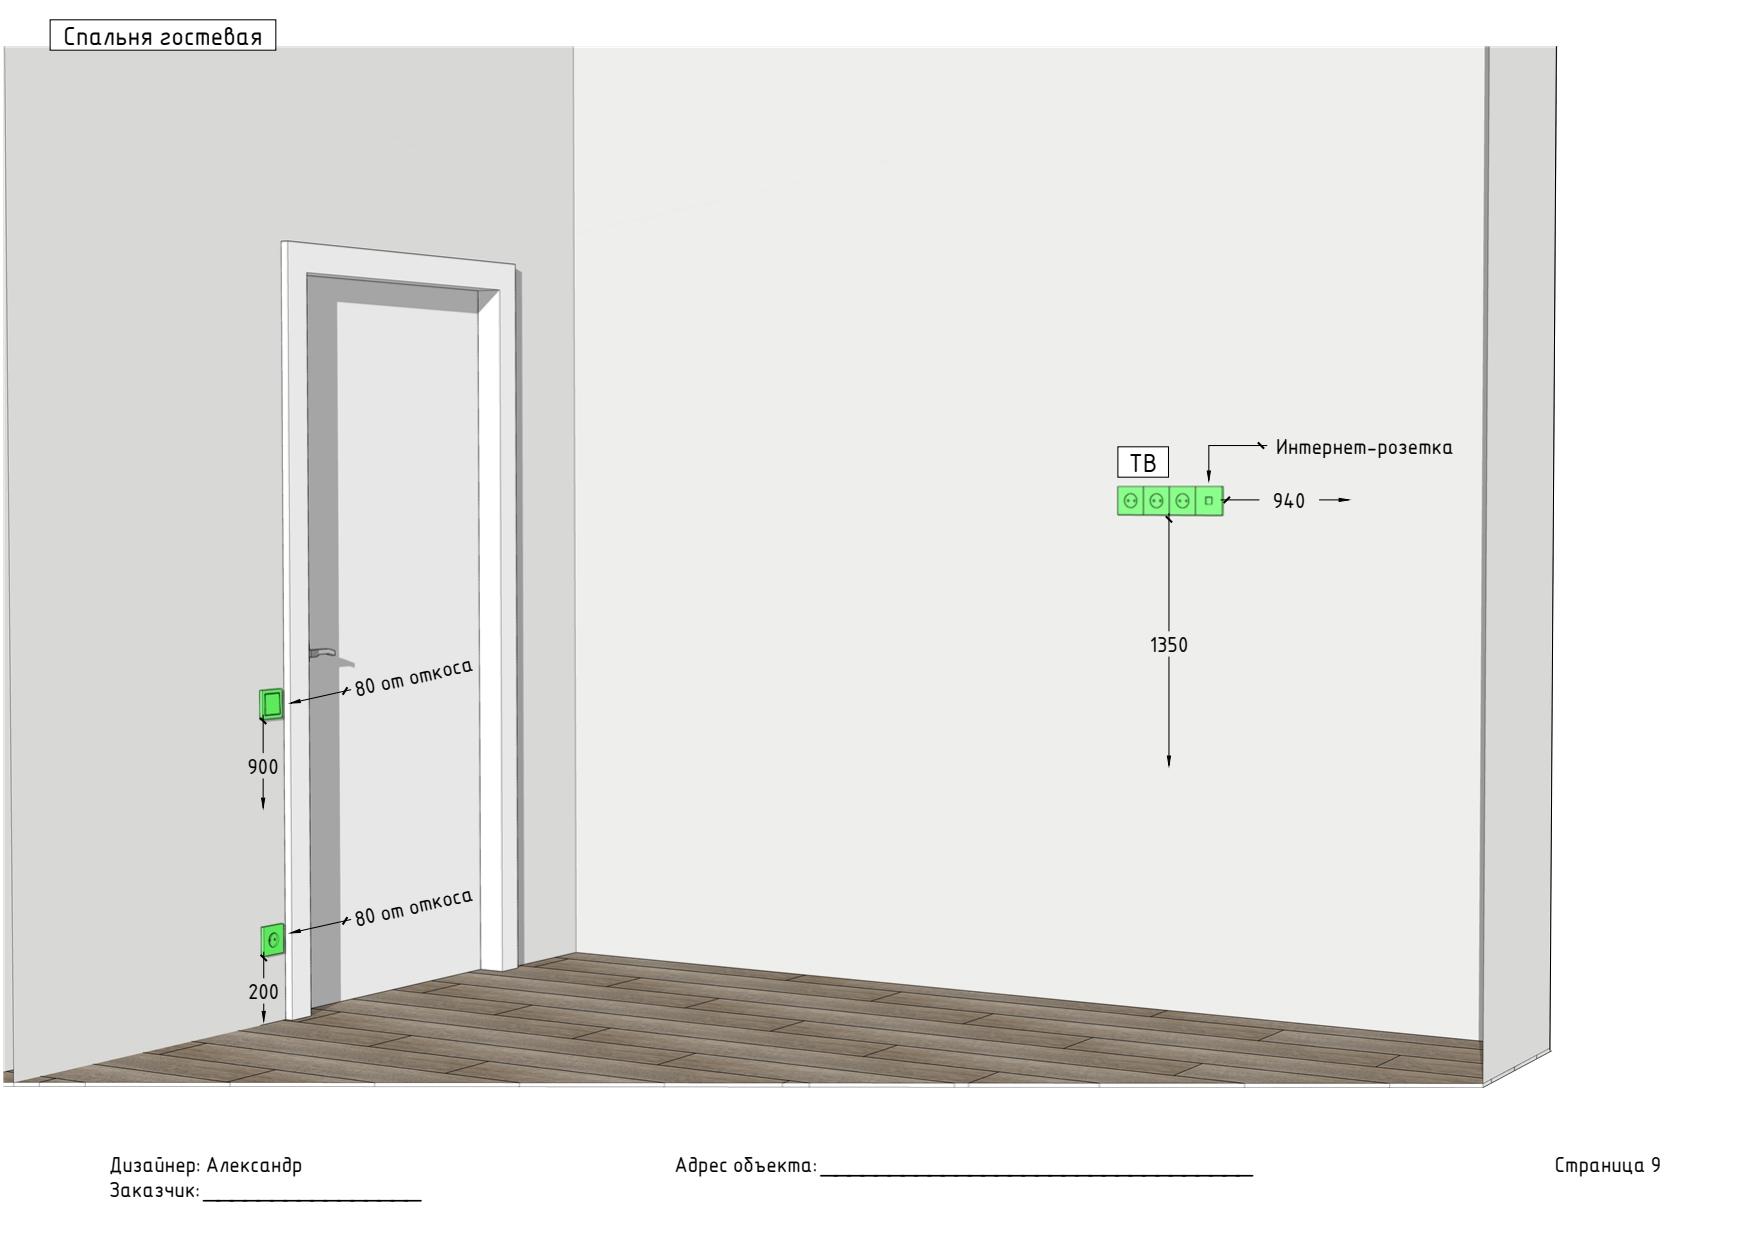 Спальня гостевая
Интернет-розетка
ТВ
940
1350
80 от откоса
900
80 от откоса
200
Дизайнер: Александр
Адрес объекта:
Страница 9
Заказчик: